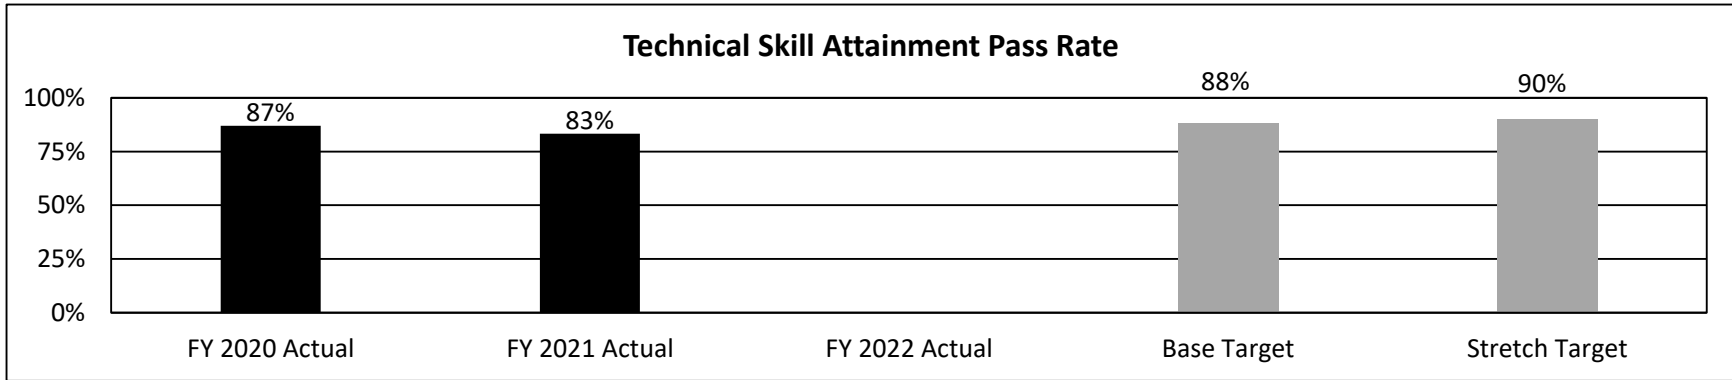 Technical Skill Attainment Pass Rate
100%
75%
50%
25%
0%
87%
83%
88%
90%
FY 2020 Actual
FY 2021 Actual
FY 2022 Actual
Base Target
Stretch Target